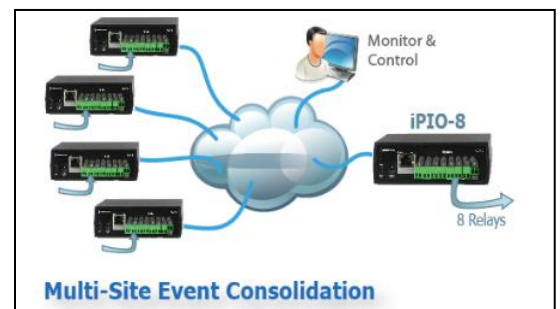 Monitor &
Control
iPIO-8
8 Relays
Multi-Site Event Consolidation